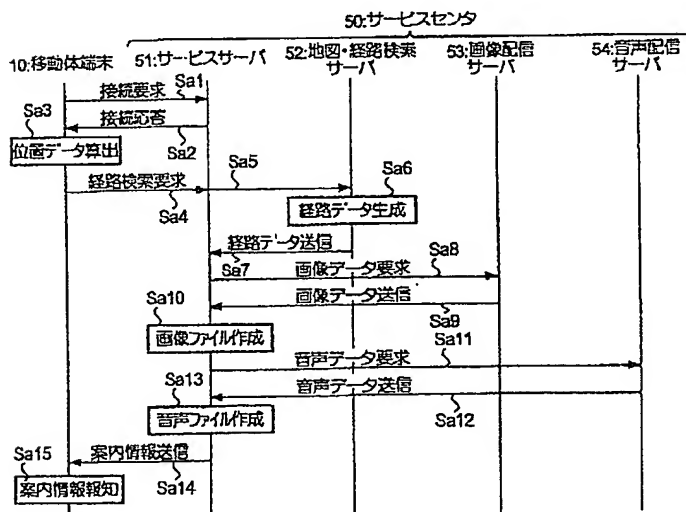 50:サービスセンタ
10:移動体端末
51:サービスサーバ
52:地図・経路検索
サーバ
53:画像配信
サーバ
54:音声配信
サーバ
接続要求
Sa1
Sa3
接続応答
Sa2
位置データ算出
経路検索要求
Sa4
Sa5
Sa6
経路データ生成
経路データ送信
Sa7
画像データ要求
Sa8
画像データ送信
Sa9
Sa10
画像ファイル作成
Sa11
音声データ要求
Sa13
音声データ送信
Sa12
音声ファイル作成
案内情報送信
Sa14
Sa15
案内情報報知